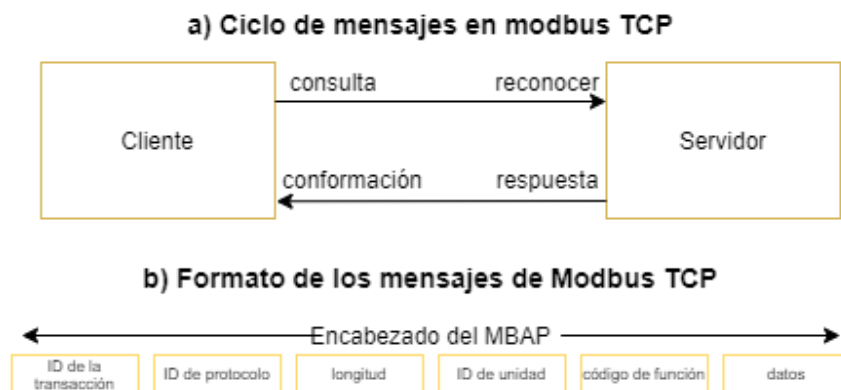 a) Ciclo de mensajes en modbus TCP
consulta reconocer
Cliente Servidor
conformación respuesta
b) Formato de los mensajes de Modbus TCP
Encabezado del MBAP
ID de la
transacción
ID de protocolo
longitud
ID de unidad
código de función
datos